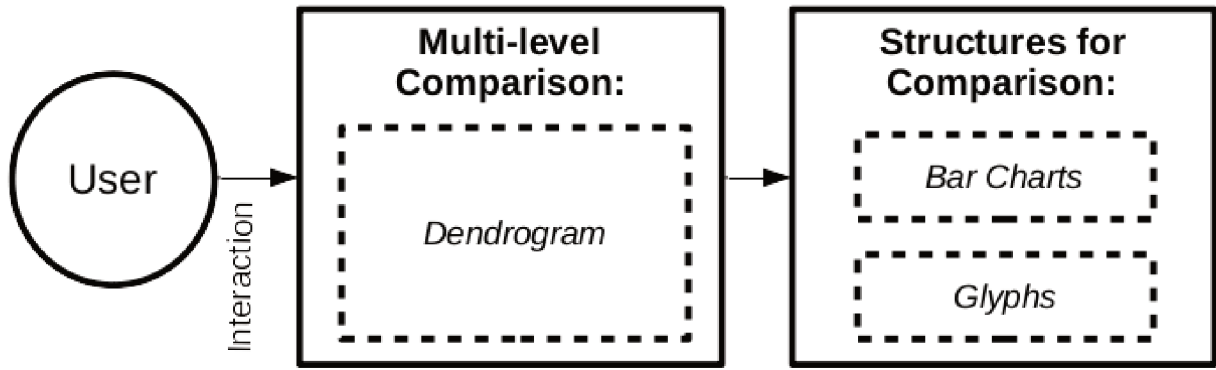 User
Interaction
Multi-level
Comparison:
Dendrogram
Structures for
Comparison:
Bar Charts
Glyphs